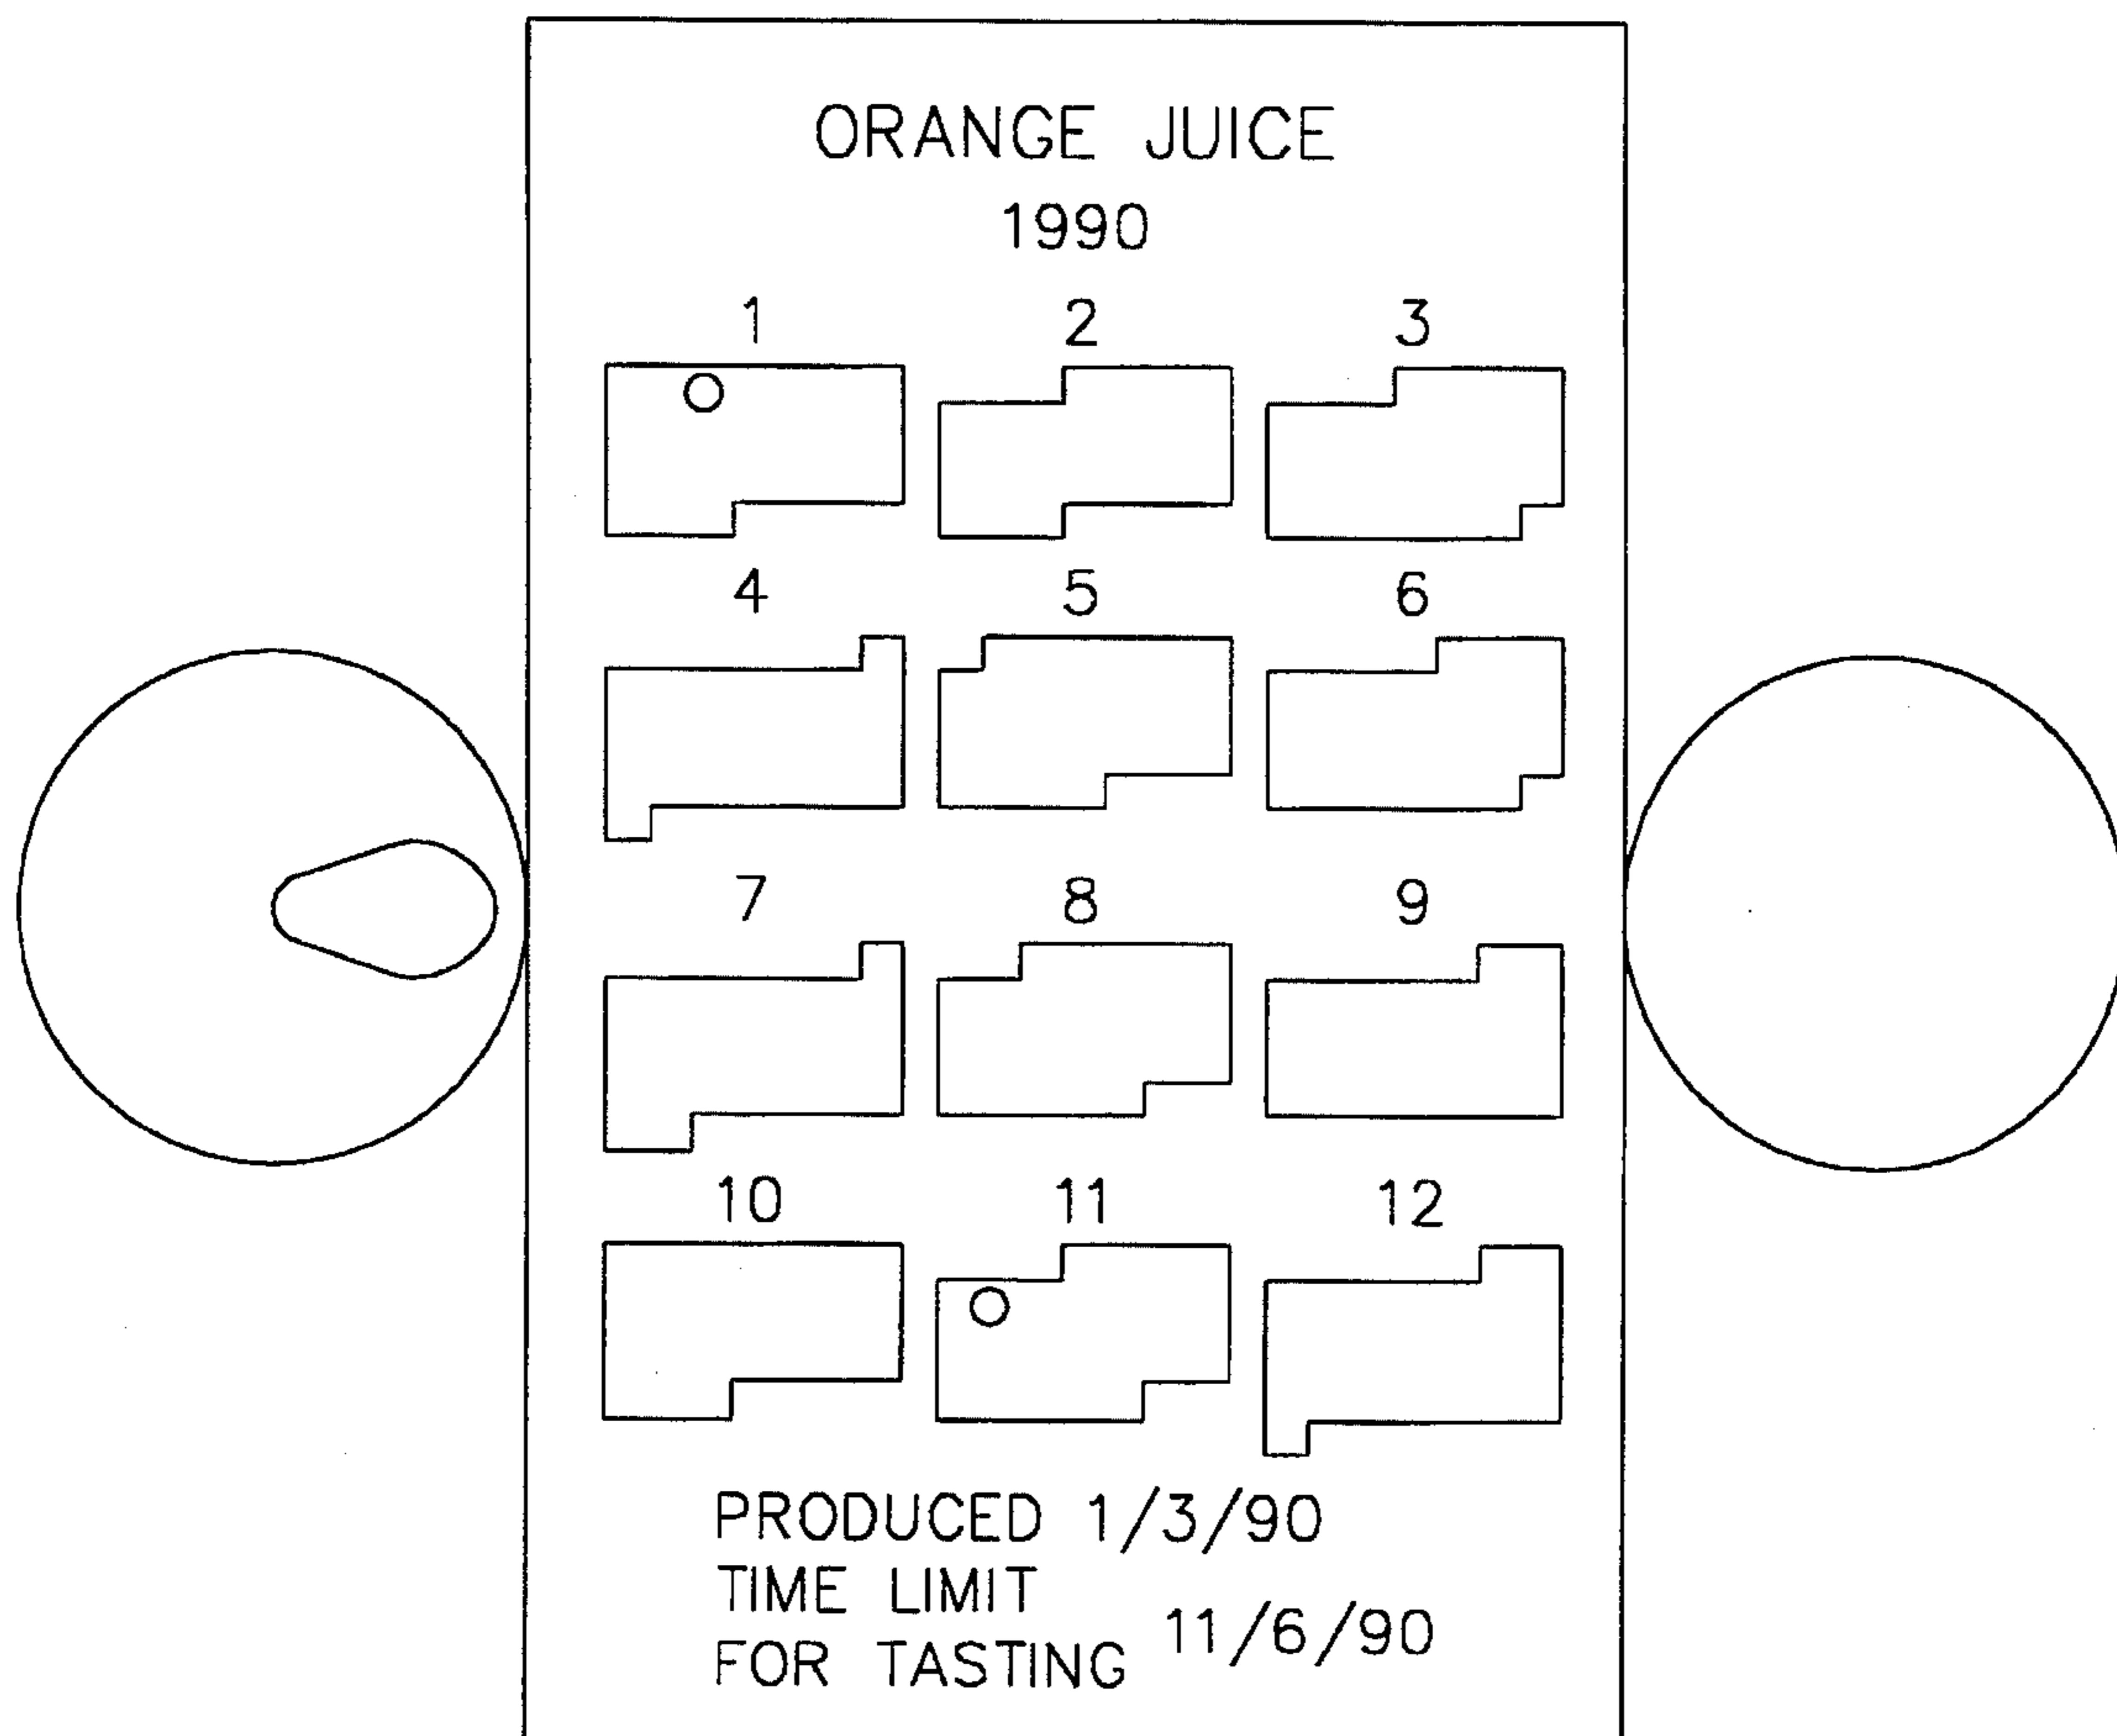 ORANGE JUICE
1990
1 2 3
4 5 6
7 8 9
10 11 12
PRODUCED 1/3/90
TIME LIMIT
FOR TASTING 11/6/90